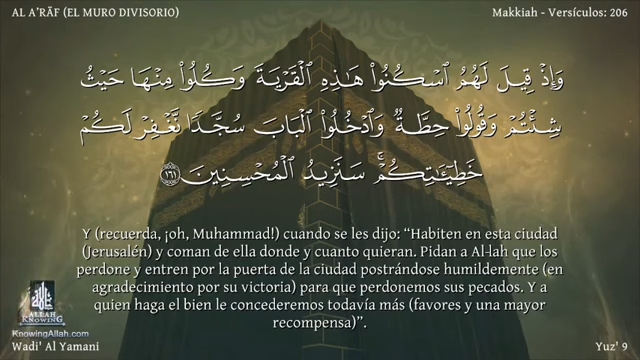 AL A’RĀF (EL MURO DIVISORIO)
Makkiah - Versículos: 206
وَإِذْ قِيلَ لَهُمُ ٱسْكُنُوا۟ هَـٰذِهِ ٱلْقَرْيَةَ وَكُلُوا۟ مِنْهَا حَيْثُ
شِئْتُمْ وَقُولُوا۟ حِطَّةٌ وَٱدْخُلُوا۟ ٱلْبَابَ سُجَّدًا نَّغْفِرْ لَكُمْ
خَطِيٓـَٔـٰتِكُمْ ۚ سَنَزِيدُ ٱلْمُحْسِنِينَ ١٦١
Y (recuerda, ¡oh, Muhammad!) cuando se les dijo: “Habiten en esta ciudad
(Jerusalén) y coman de ella donde y cuanto quieran. Pidan a Al-lah que los
perdone y entren por la puerta de la ciudad postrándose humildemente (en
agradecimiento por su victoria) para que perdonemos sus pecados. Y a
quien haga el bien le concederemos todavía más (favores y una mayor
recompensa)”.
ALLAH
KNOWING
KnowingAllah.com
Wadi' Al Yamani
Yuz' 9